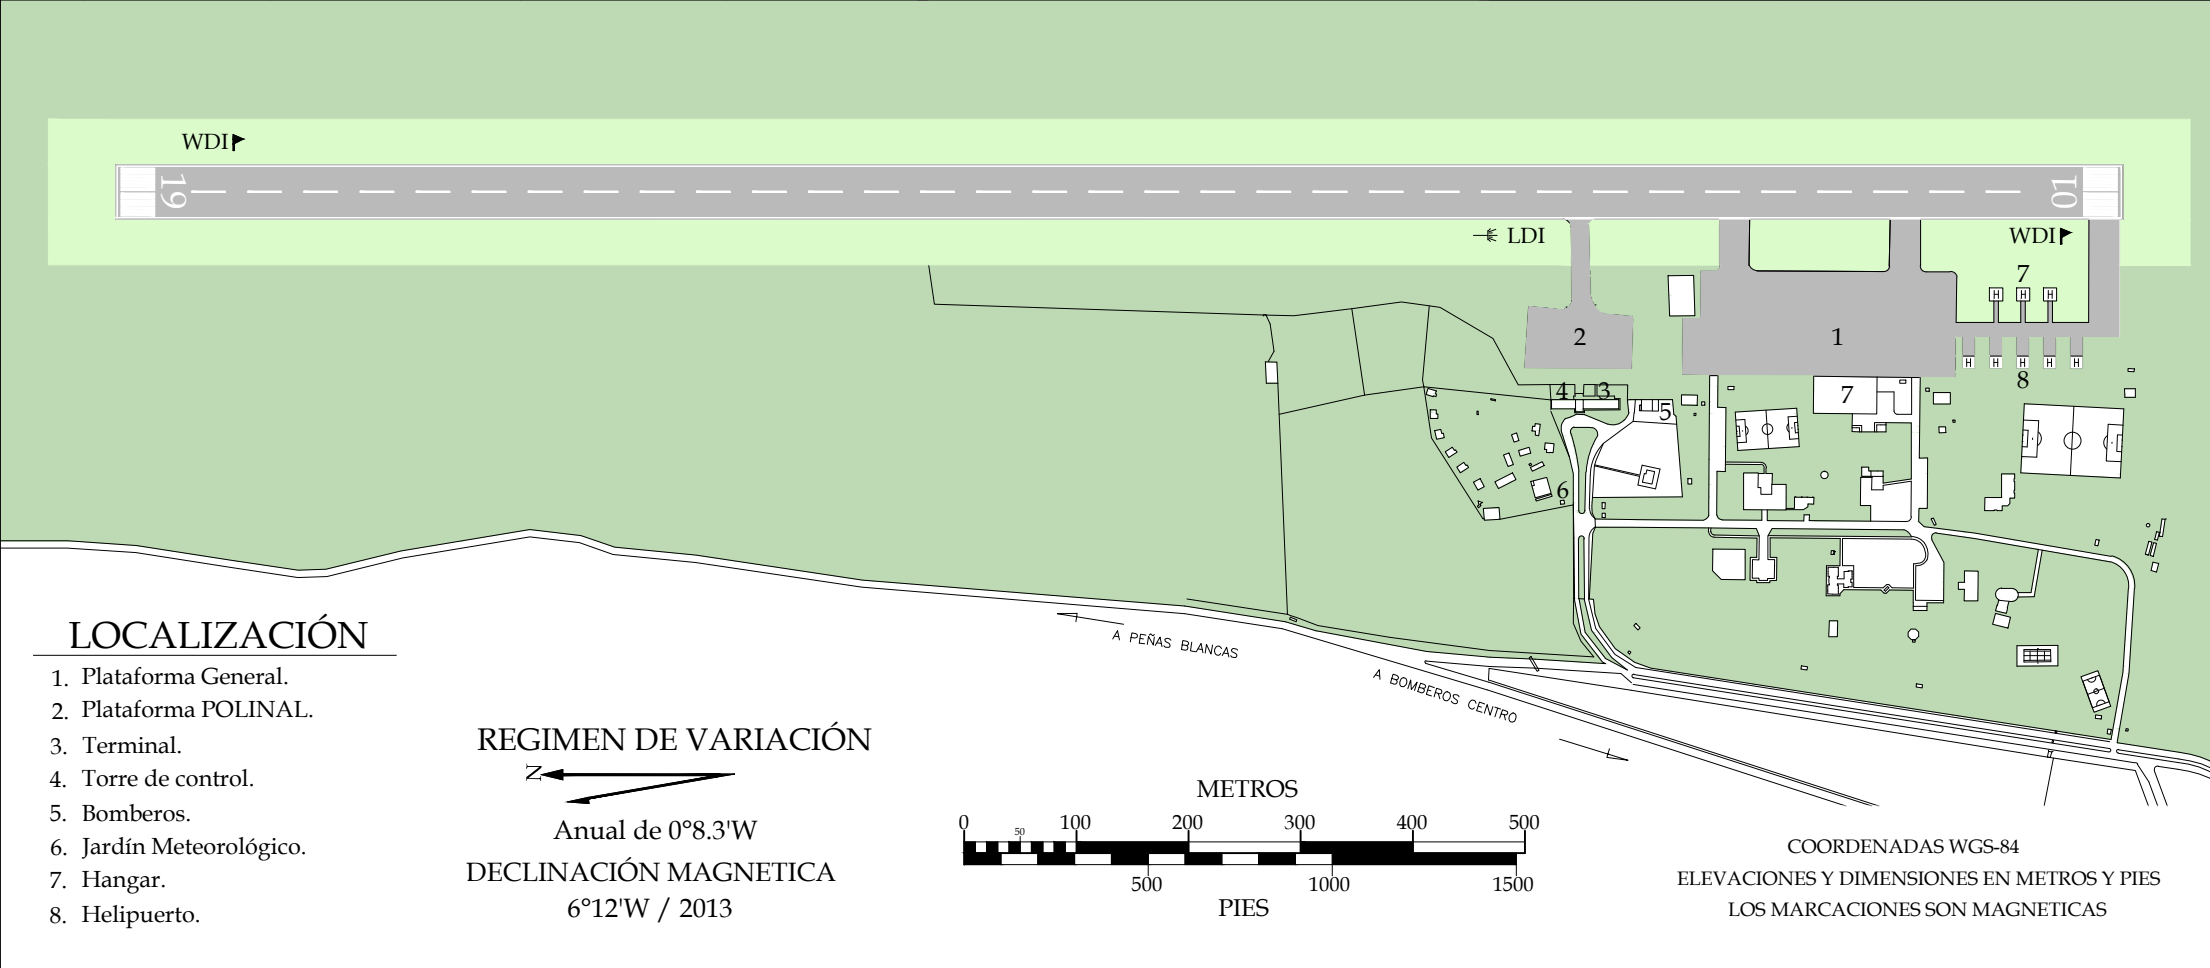 WDI
19
01
LDI
WDI
7
H H H
2
1
H H H H H
8
4
3
7
5
6
A PEÑAS BLANCAS
A BOMBEROS CENTRO
LOCALIZACIÓN
1. Plataforma General.
2. Plataforma POLINAL.
3. Terminal.
4. Torre de control.
5. Bomberos.
6. Jardín Meteorológico.
7. Hangar.
8. Helipuerto.
REGIMEN DE VARIACIÓN
N
Anual de 0°8.3'W
DECLINACIÓN MAGNETICA
6°12'W / 2013
METROS
0 50 100 200 300 400 500
500 1000 1500
PIES
COORDENADAS WGS-84
ELEVACIONES Y DIMENSIONES EN METROS Y PIES
LOS MARCACIONES SON MAGNETICAS